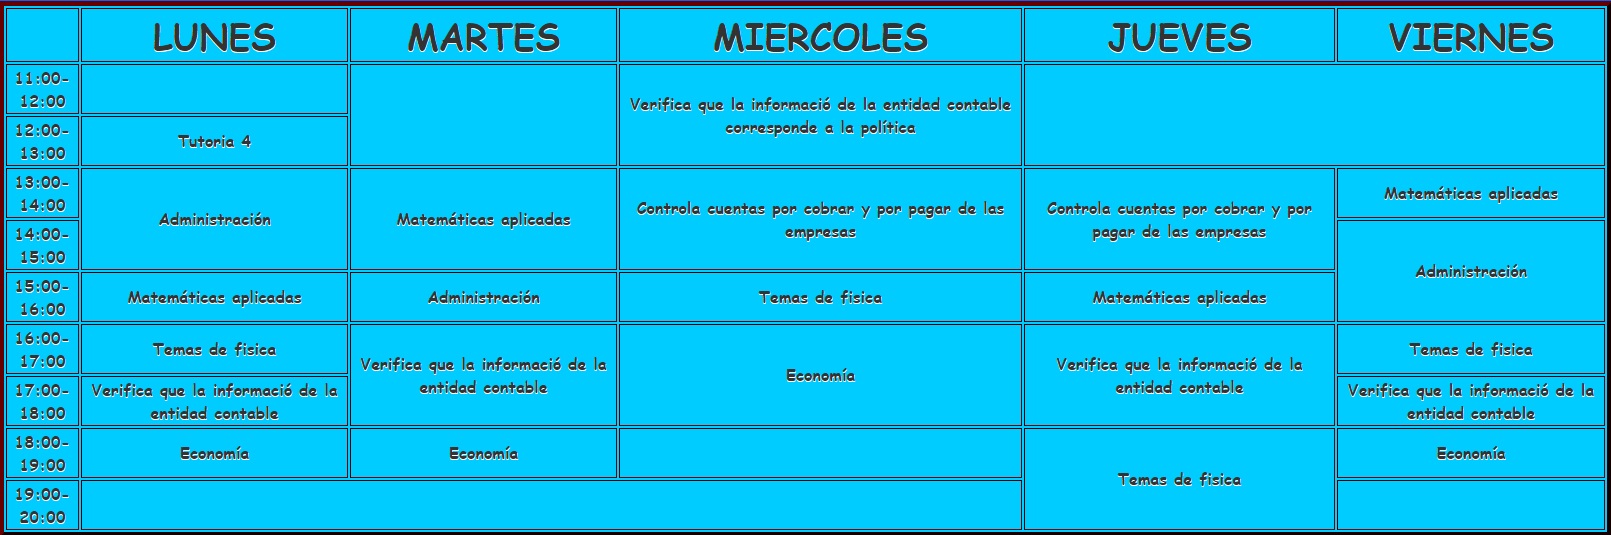 LUNES MARTES MIERCOLES JUEVES VIERNES
11:00-
12:00
Verifica que la informació de la entidad contable
corresponde a la política
12:00-
13:00
Tutoria 4
13:00-
14:00
Administración
Matemáticas aplicadas
Controla cuentas por cobrar y por pagar de las
empresas
Controla cuentas por cobrar y por
pagar de las empresas
Matemáticas aplicadas
14:00-
15:00
Administración
15:00-
16:00
Matemáticas aplicadas
Administración
Temas de fisica
Matemáticas aplicadas
16:00-
17:00
Temas de fisica
Verifica que la informació de la
entidad contable
Economía
Verifica que la informació de la
entidad contable
Temas de fisica
17:00-
18:00
Verifica que la informació de la
entidad contable
Verifica que la informació de la
entidad contable
18:00-
19:00
Economía
Economía
Temas de fisica
Economía
19:00-
20:00